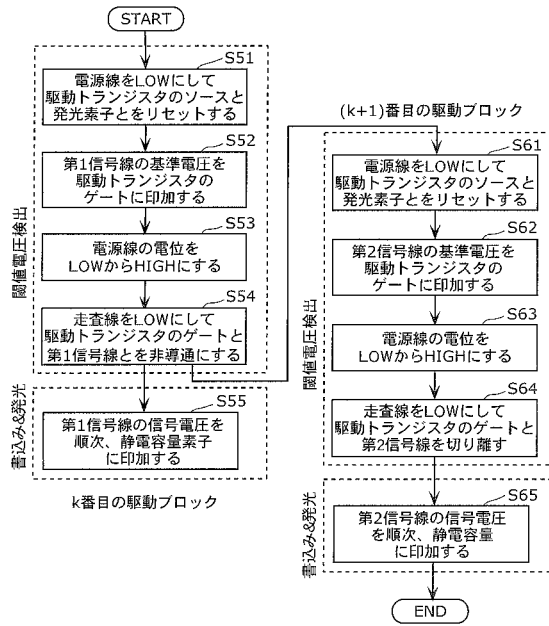 START
S51
電源線をLOWにして
駆動トランジスタのソースと
発光素子とをリセットする
S52
第1信号線の基準電圧を
駆動トランジスタの
ゲートに印加する
S53
電源線の電位を
LOWからHIGHにする
S54
走査線をLOWにして
駆動トランジスタのゲートと
第1信号線とを非導通にする
閾値電圧検出
S55
第1信号線の信号電圧を
順次、静電容量素子
に印加する
書込み&発光
k番目の駆動ブロック
(k+1)番目の駆動ブロック
S61
電源線をLOWにして
駆動トランジスタのソースと
発光素子とをリセットする
S62
第2信号線の基準電圧を
駆動トランジスタの
ゲートに印加する
S63
電源線の電位を
LOWからHIGHにする
S64
走査線をLOWにして
駆動トランジスタのゲートと
第2信号線を切り離す
閾値電圧検出
S65
第2信号線の信号電圧
を順次、静電容量
に印加する
書込み&発光
END